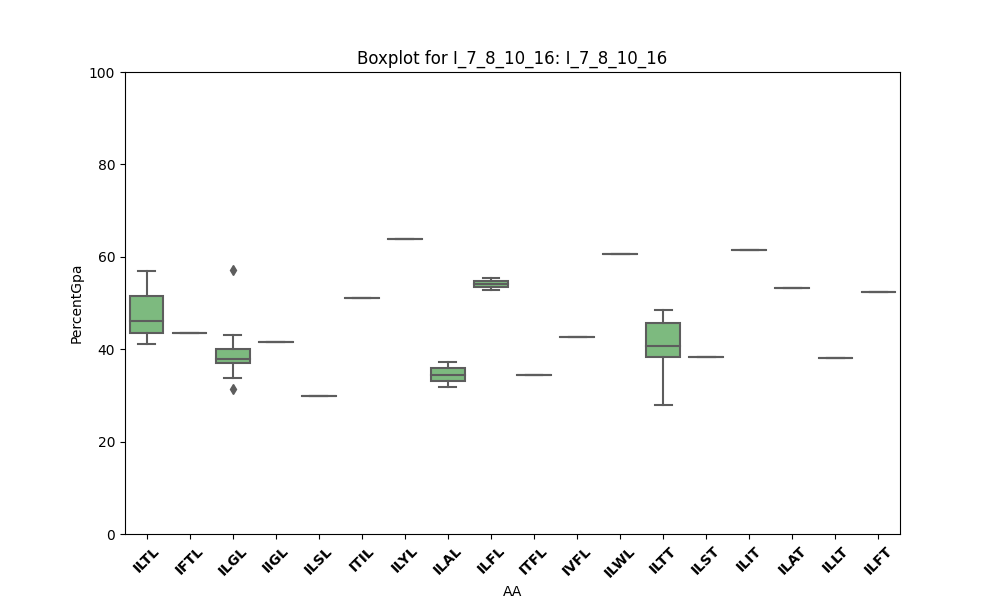 Boxplot for I_7_8_10_16: I_7_8_10_16
100
80
60
40
20
0
PercentGpa
ILTL IFTL ILGL IIGL ILSL ITIL ILYL ILAL ILFL ITFL IVFL ILWL ILTT ILST ILIT ILAT ILLT ILFT
AA